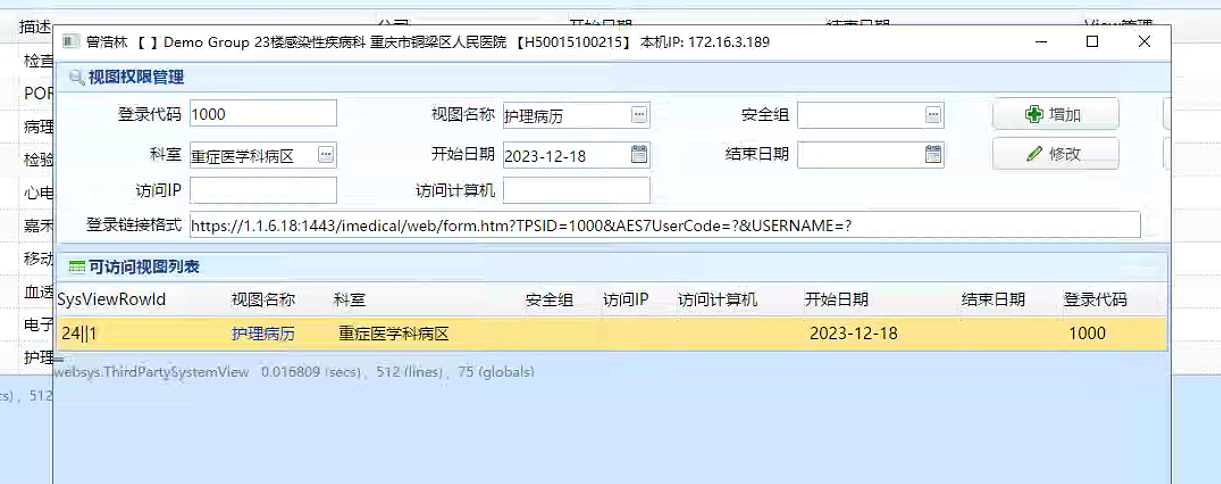 描述 公司 开始日期 结束日期 View管理
曾浩林 【 】 Demo Group 23楼感染性疾病科 重庆市铜梁区人民医院 【H50015100215】 本机IP: 172.16.3.189
检查
视图权限管理
POR
登录代码 1000 视图名称 护理病历 安全组 增加
病理
科室 重症医学科病区 开始日期 2023-12-18 结束日期 修改
检验
访问IP 访问计算机
心电
登录链接格式 https://1.1.6.18:1443/imedical/web/form.htm?TPSID=1000&AES7UserCode=?&USERNAME=?
嘉禾
移动
可访问视图列表
血透
SysViewRowId 视图名称 科室 安全组 访问IP 访问计算机 开始日期 结束日期 登录代码
电子
24||1 护理病历 重症医学科病区 2023-12-18 1000
护理
websys.ThirdPartySystemView 0.016809 (secs) , 512 (lines) , 75 (globals)
cs) , 512